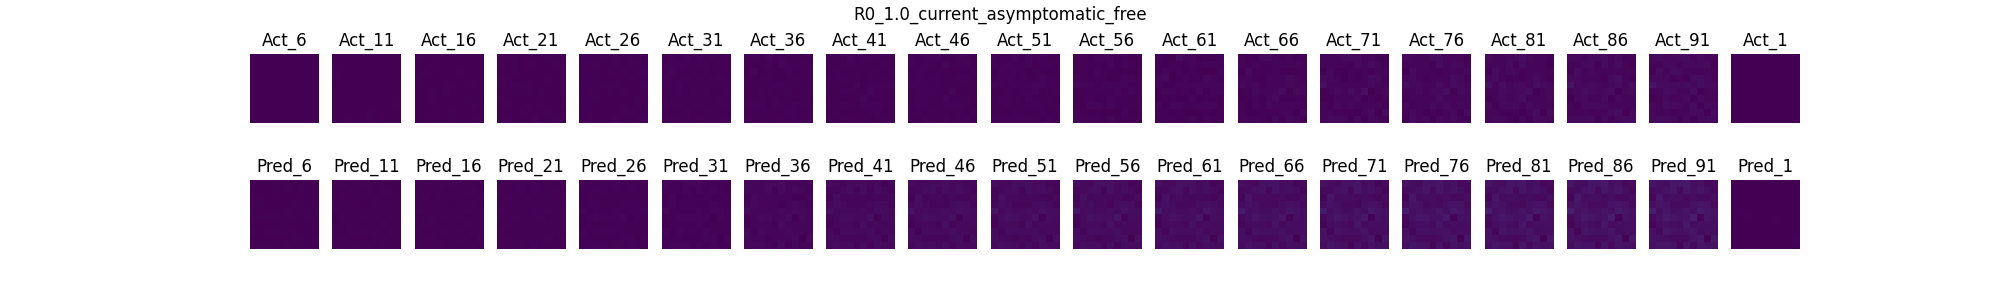 R0_1.0_current_asymptomatic_free
Act_6 Act_11 Act_16 Act_21 Act_26 Act_31 Act_36 Act_41 Act_46 Act_51 Act_56 Act_61 Act_66 Act_71 Act_76 Act_81 Act_86 Act_91 Act_1
Pred_6 Pred_11 Pred_16 Pred_21 Pred_26 Pred_31 Pred_36 Pred_41 Pred_46 Pred_51 Pred_56 Pred_61 Pred_66 Pred_71 Pred_76 Pred_81 Pred_86 Pred_91 Pred_1